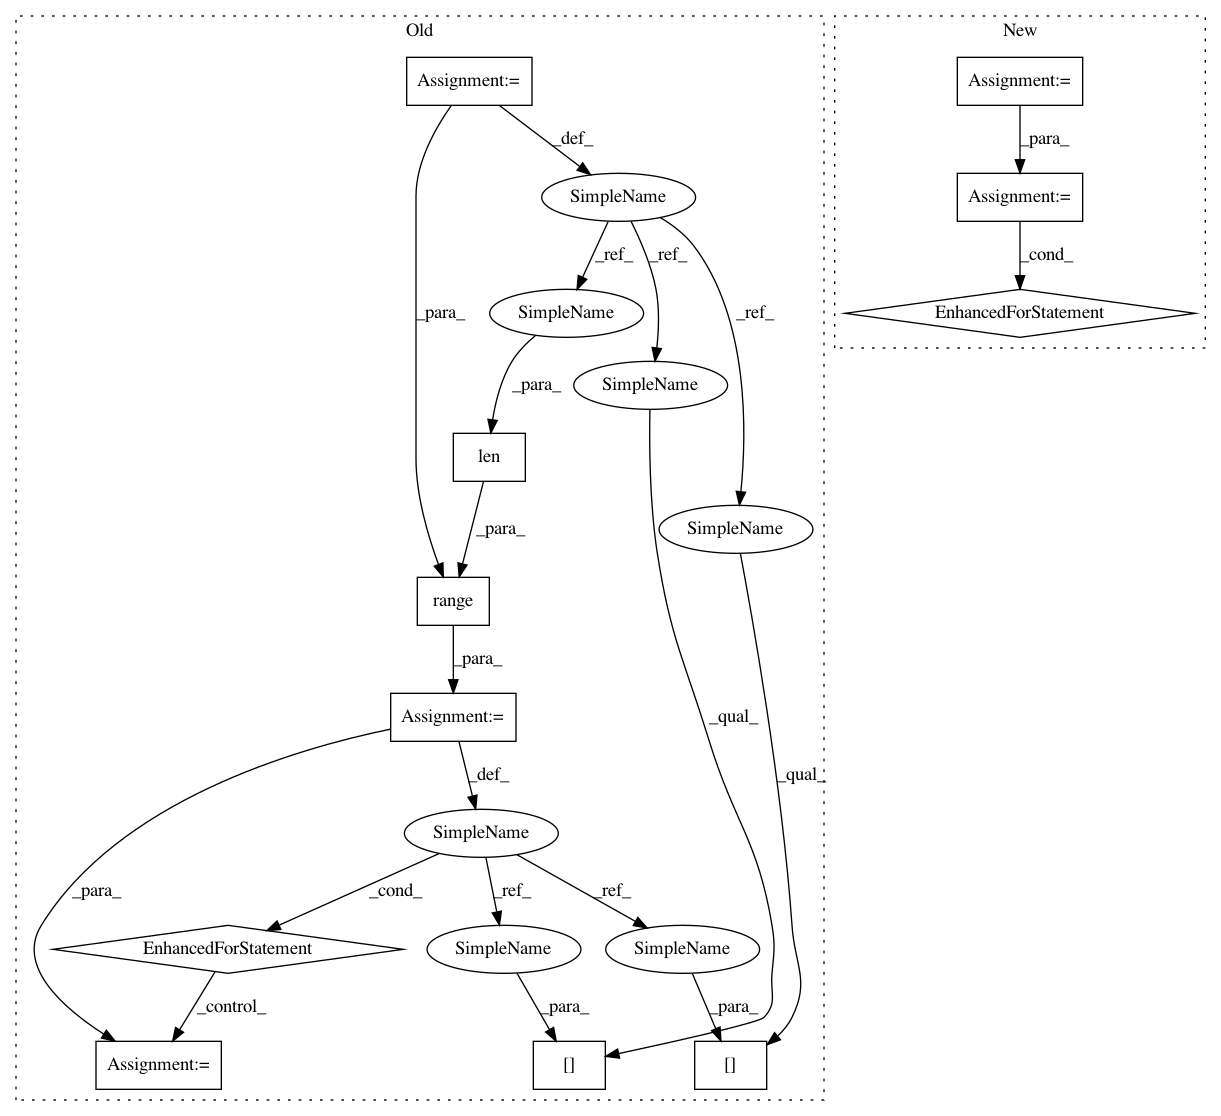 Old
New
Assignment:=
Assignment:=
_def_
_para_
SimpleName
Assignment:=
_ref_
_ref_
_cond_
_para_
SimpleName
_ref_
EnhancedForStatement
SimpleName
_para_
len
SimpleName
_para_
range
_para_
Assignment:=
_qual_
_def_
_qual_
SimpleName
_para_
_cond_
_ref_
_ref_
EnhancedForStatement
SimpleName
SimpleName
_control_
_para_
_para_
Assignment:=
[]
[]